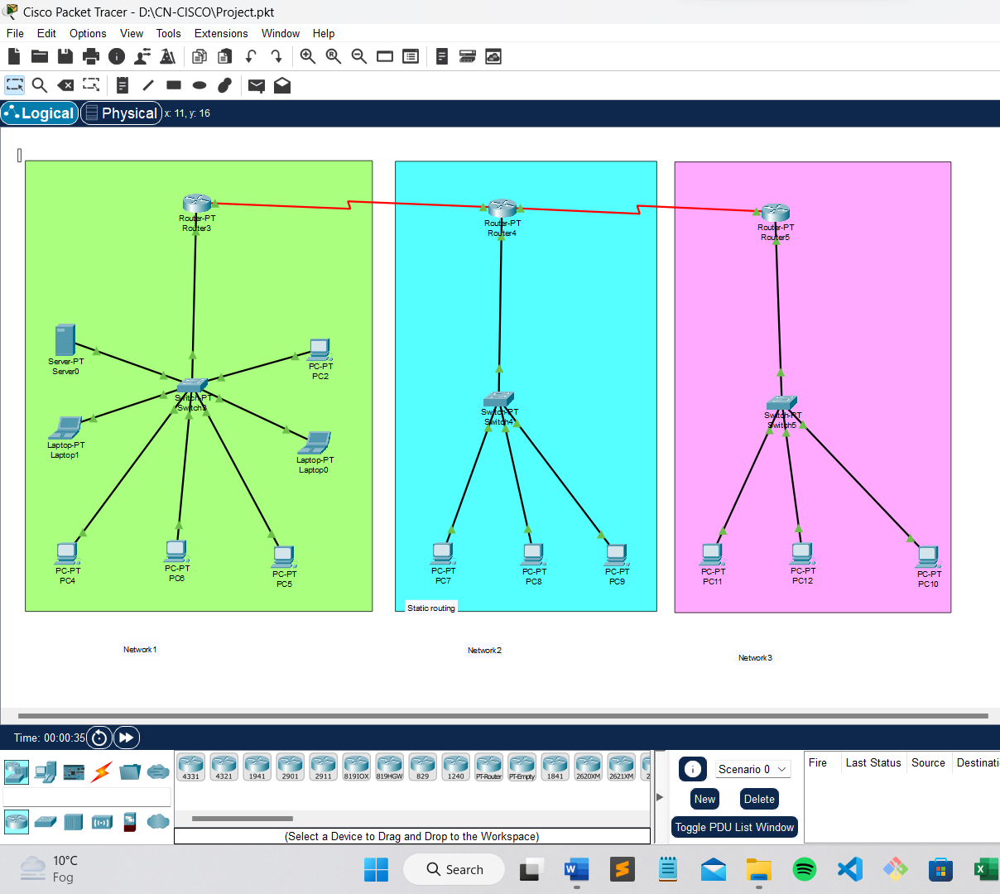 Cisco Packet Tracer - D:\CN-CISCO\Project.pkt
File Edit Options View Tools Extensions Window Help
Logical Physical x: 11, y: 16
Router-PT
Router3
Router-PT
Router4
Router-PT
Router5
Server-PT
Server0
PC-PT
PC2
Switch-PT
Switch3
Laptop-PT
Laptop1
Laptop-PT
Laptop0
PC-PT
PC4
PC-PT
PC6
PC-PT
PC5
Switch-PT
Switch4
PC-PT
PC7
PC-PT
PC8
PC-PT
PC9
Static routing
Switch-PT
Switch5
PC-PT
PC11
PC-PT
PC12
PC-PT
PC10
Network1
Network2
Network3
Time: 00:00:35
4331 4321 1941 2901 2911 819IOX 819HGW 829 1240 PT-Router PT-Empty 1841 2620XM 2621XM 2
(Select a Device to Drag and Drop to the Workspace)
Scenario 0
New Delete
Toggle PDU List Window
Fire Last Status Source Destinati
10°C
Fog
Search